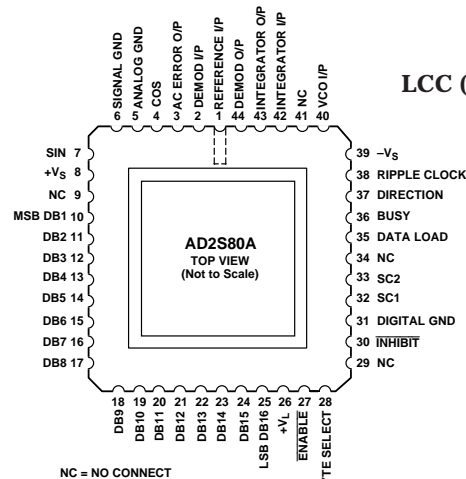 SIGNAL GND
ANALOG GND
COS
AC ERROR O/P
DEMOD I/P
REFERENCE I/P
DEMOD O/P
INTEGRATOR O/P
INTEGRATOR I/P
NC
VCO I/P
6 5 4 3 2 1 44 43 42 41 40
LCC (
SIN 7
+VS 8
NC 9
MSB DB1 10
DB2 11
DB3 12
DB4 13
DB5 14
DB6 15
DB7 16
DB8 17
AD2S80A
TOP VIEW
(Not to Scale)
39 –VS
38 RIPPLE CLOCK
37 DIRECTION
36 BUSY
35 DATA LOAD
34 NC
33 SC2
32 SC1
31 DIGITAL GND
30 INHIBIT
29 NC
18 19 20 21 22 23 24 25 26 27 28
DB9
DB10
DB11
DB12
DB13
DB14
DB15
LSB DB16
+VL
ENABLE
TE SELECT
NC = NO CONNECT